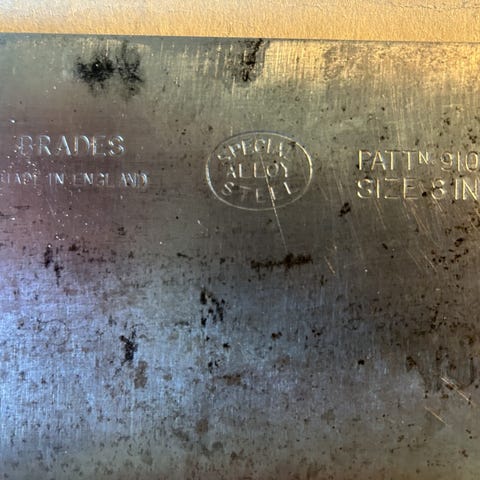 BRADES
MADE IN ENGLAND
SPECIAL
ALLOY
STEEL
PATTN 910
SIZE 8 IN